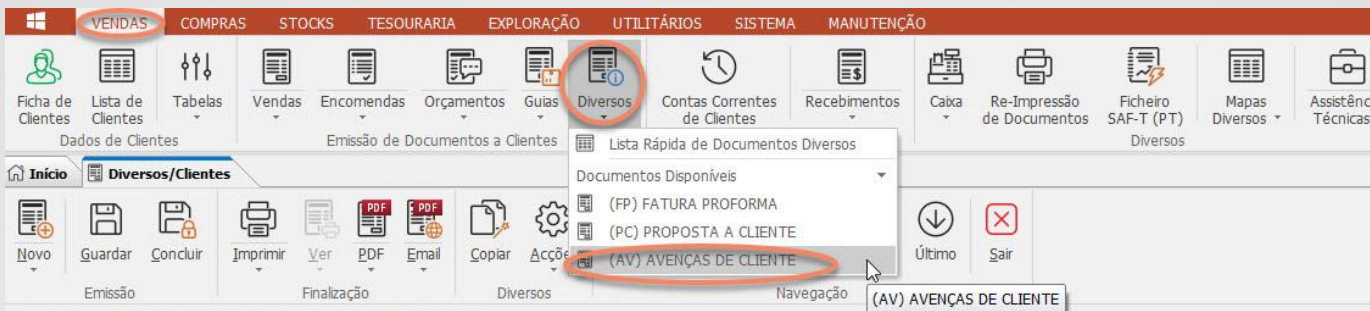 VENDAS COMPRAS STOCKS TESOURARIA EXPLORAÇÃO UTILITÁRIOS SISTEMA MANUTENÇÃO
Ficha de Clientes
Lista de Clientes
Tabelas
Vendas
Encomendas
Orçamentos
Guias
Diversos
Contas Correntes de Clientes
Recebimentos
Caixa
Re-Impressão de Documentos
Ficheiro SAF-T (PT)
Mapas Diversos
Técnicas
Dados de Clientes
Emissão de Documentos a Clientes
Diversos
Lista Rápida de Documentos Diversos
Documentos Disponíveis
(FP) FATURA PROFORMA
(PC) PROPOSTA A CLIENTE
(AV) AVENÇAS DE CLIENTE
Início
Diversos/Clientes
Novo
Guardar
Concluir
Imprimir
Ver
PDF
PDF
PDF
Email
Copiar
Último
Sair
Emissão
Finalização
Diversos
Navegação
(AV) AVENÇAS DE CLIENTE